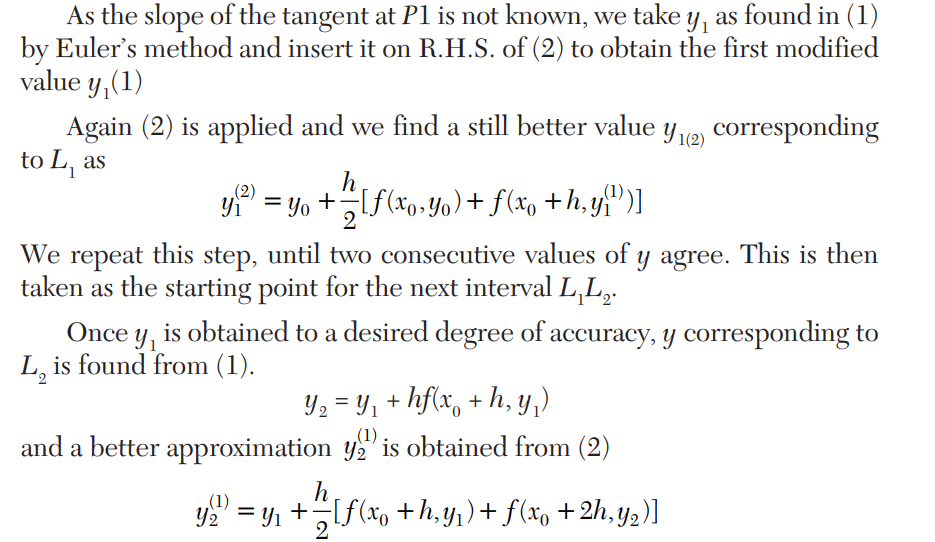 As the slope of the tangent at P1 is not known, we take y₁ as found in (1)
by Euler's method and insert it on R.H.S. of (2) to obtain the first modified
value y₁(1)
Again (2) is applied and we find a still better value y₁₍₂₎ corresponding
to L₁ as
y₁⁽²⁾ = y₀ + h/2[f(x₀, y₀) + f(x₀ + h, y₁⁽¹⁾)]
We repeat this step, until two consecutive values of y agree. This is then
taken as the starting point for the next interval L₁L₂.
Once y₁ is obtained to a desired degree of accuracy, y corresponding to
L₂ is found from (1).
y₂ = y₁ + hf(x₀ + h, y₁)
and a better approximation y₂⁽¹⁾ is obtained from (2)
y₂⁽¹⁾ = y₁ + h/2[f(x₀ + h, y₁) + f(x₀ + 2h, y₂)]